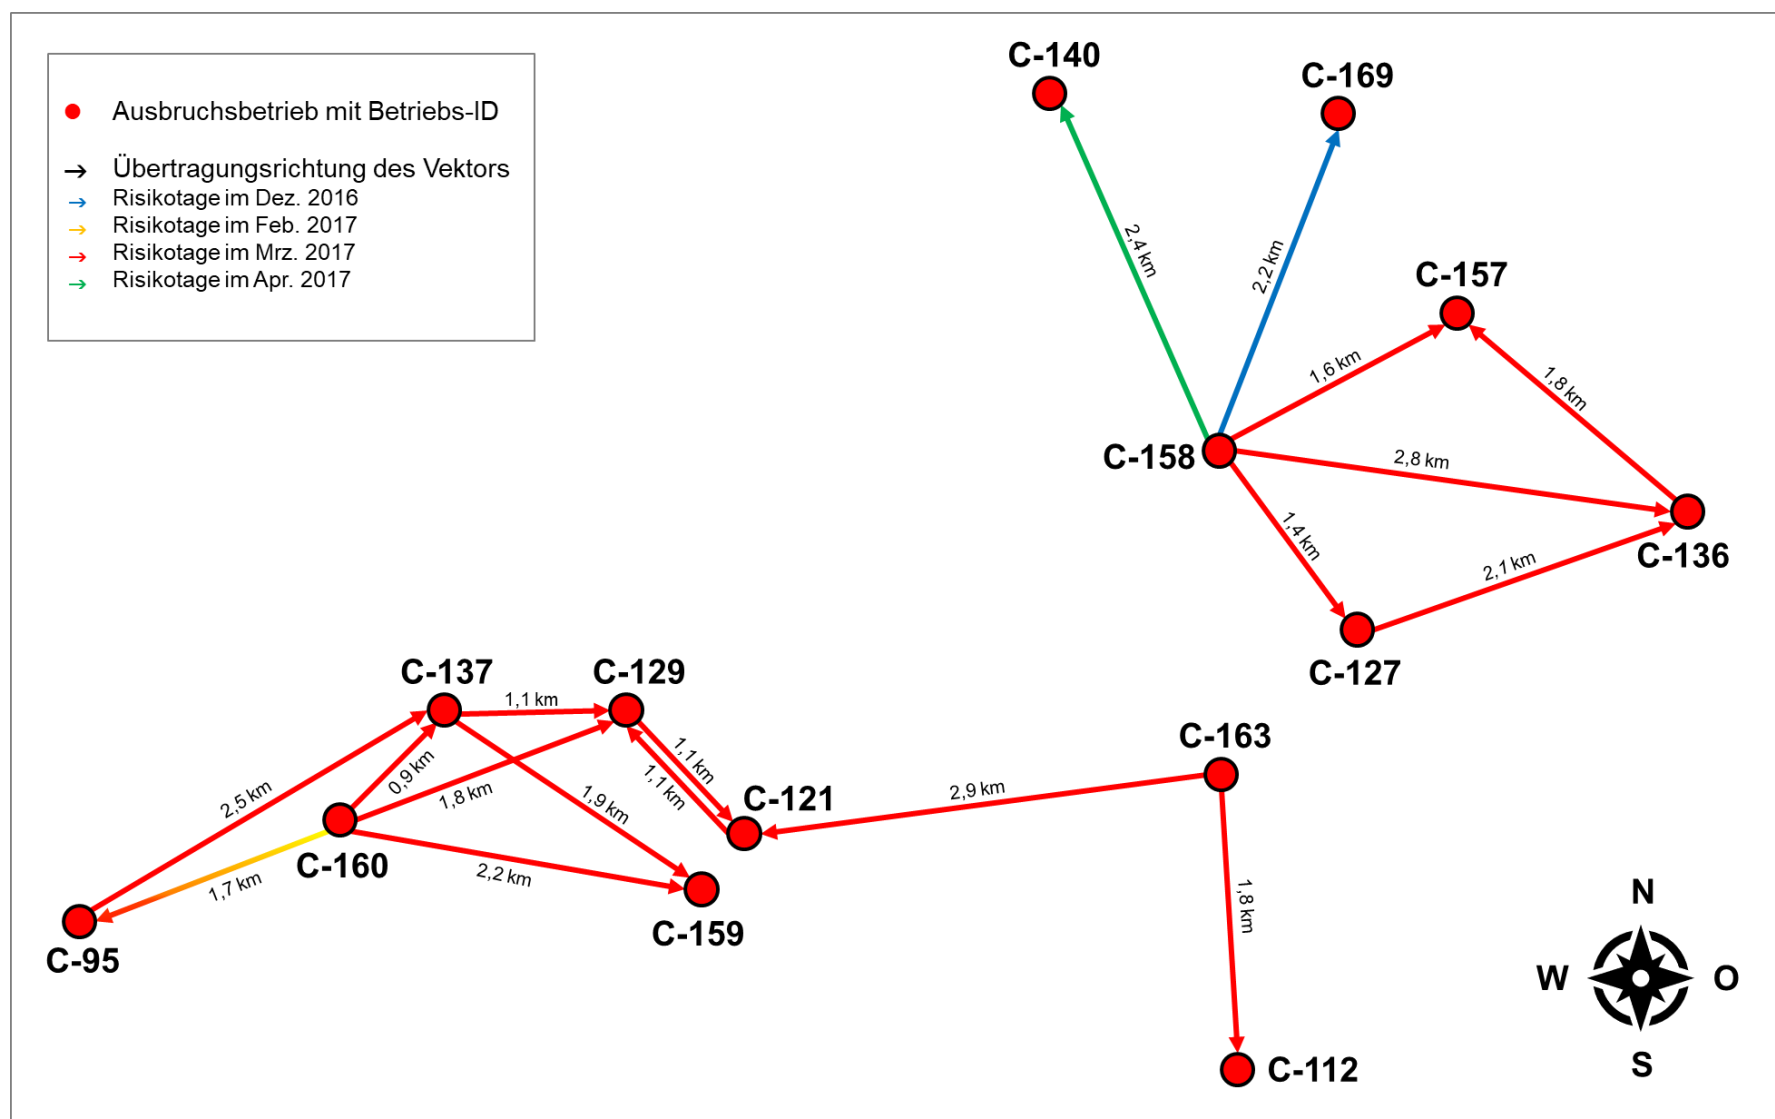 Ausbruchsbetrieb mit Betriebs-ID
Übertragungsrichtung des Vektors
Risikotage im Dez. 2016
Risikotage im Feb. 2017
Risikotage im Mrz. 2017
Risikotage im Apr. 2017
C-140
C-169
2,4 km
2,2 km
C-157
1,6 km
1,8 km
C-158
2,8 km
1,4 km
C-136
2,1 km
C-127
C-137
C-129
1,1 km
C-163
2,5 km
0,9 km
1,8 km
1,1 km
1,1 km
C-121
1,9 km
2,9 km
C-160
2,2 km
1,7 km
C-159
C-95
1,8 km
C-112
N
W
O
S